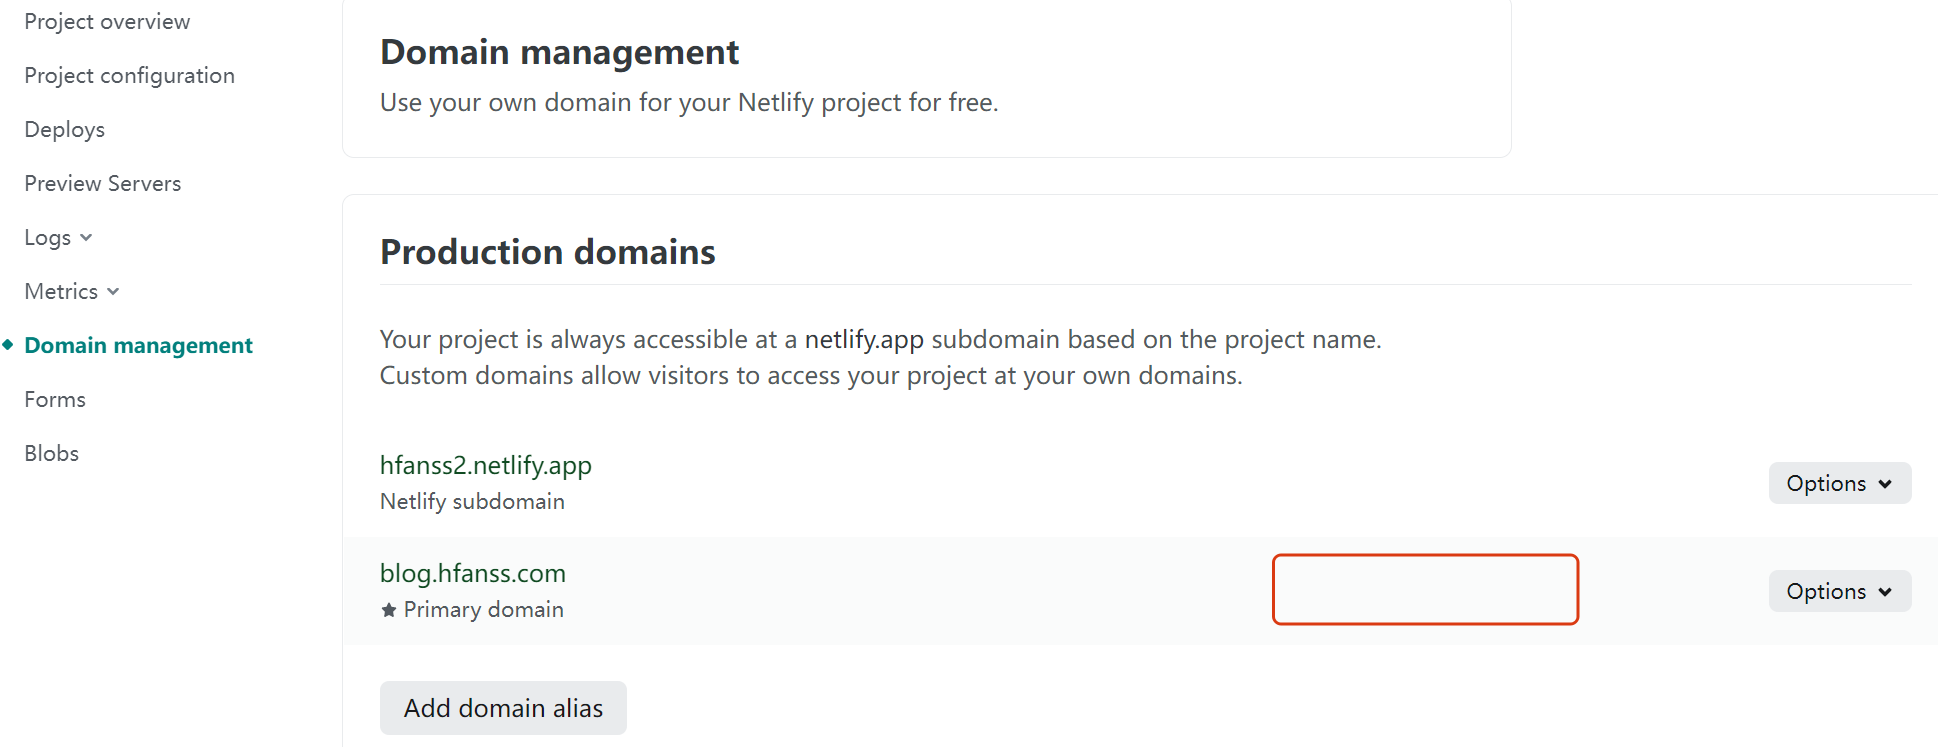 Project overview
Project configuration
Deploys
Preview Servers
Logs
Metrics
Domain management
Forms
Blobs
Domain management
Use your own domain for your Netlify project for free.
Production domains
Your project is always accessible at a netlify.app subdomain based on the project name.
Custom domains allow visitors to access your project at your own domains.
hfanss2.netlify.app
Netlify subdomain
Options
blog.hfanss.com
Primary domain
Options
Add domain alias